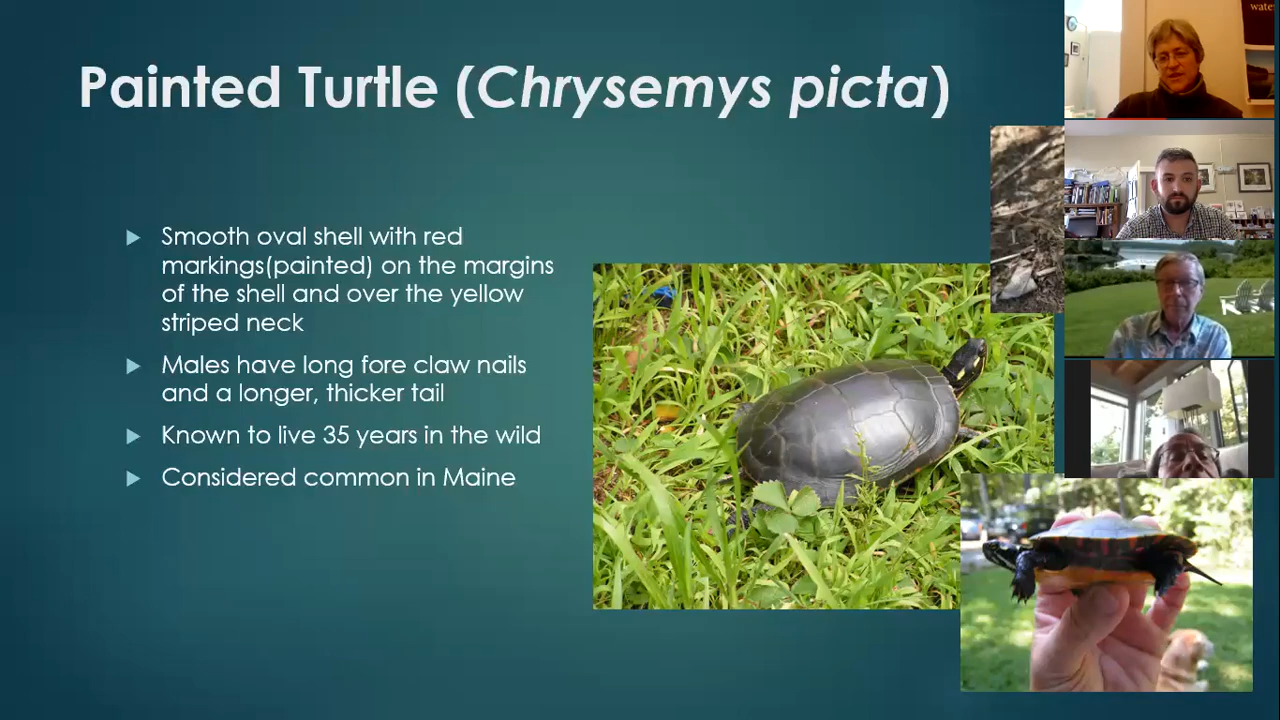 Painted Turtle (Chrysemys picta)
Smooth oval shell with red
markings(painted) on the margins
of the shell and over the yellow
striped neck
Males have long fore claw nails
and a longer, thicker tail
Known to live 35 years in the wild
Considered common in Maine
wate